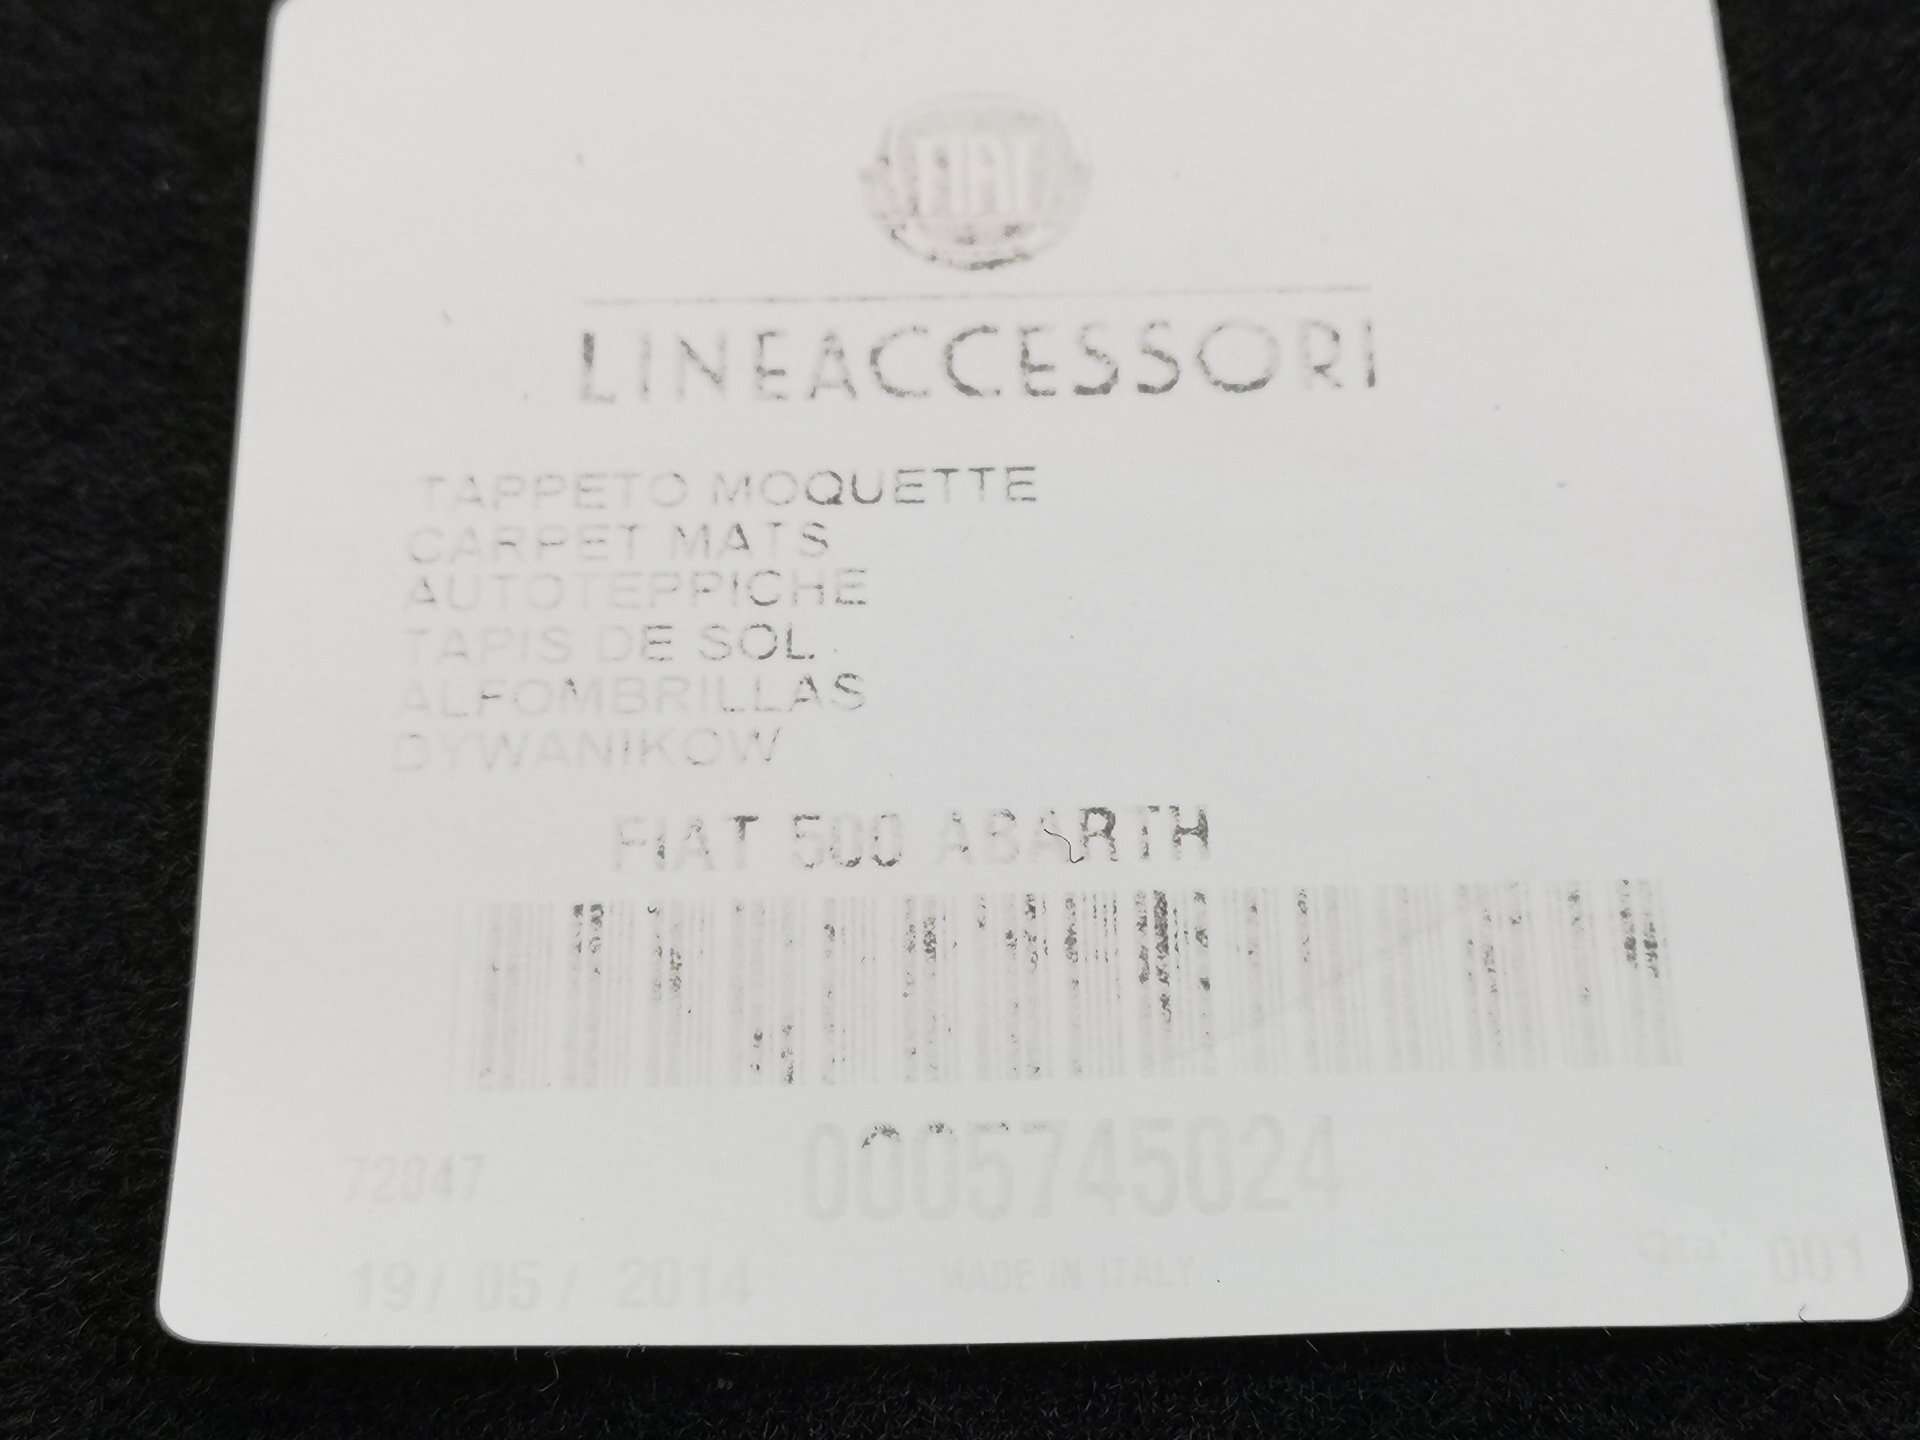 FIAT
LINEACCESSORI
TAPPETO MOQUETTE
CARPET MATS
AUTOTEPPICHE
TAPIS DE SOL
ALFOMBRILLAS
DYWANIKOW
FIAT 500 ABARTH
0005745024
72847
19/ 05/ 2014
MADE IN ITALY
Qta' 001